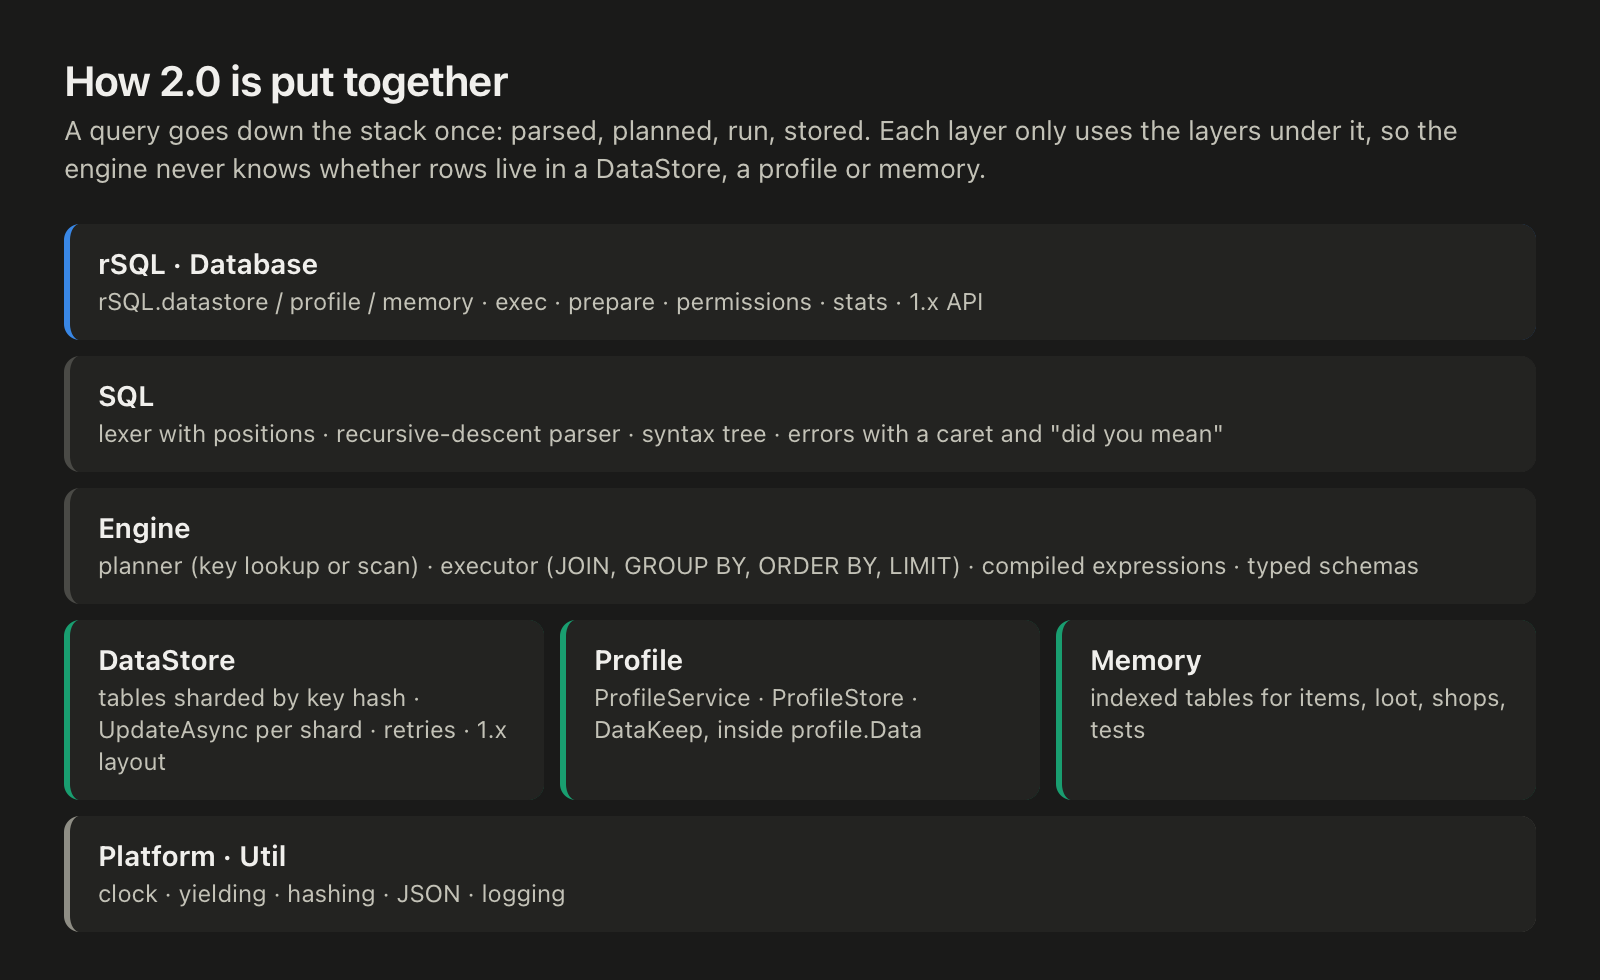 How 2.0 is put together
A query goes down the stack once: parsed, planned, run, stored. Each layer only uses the layers under it, so the
engine never knows whether rows live in a DataStore, a profile or memory.
rSQL · Database
rSQL.datastore / profile / memory · exec · prepare · permissions · stats · 1.x API
SQL
lexer with positions · recursive-descent parser · syntax tree · errors with a caret and "did you mean"
Engine
planner (key lookup or scan) · executor (JOIN, GROUP BY, ORDER BY, LIMIT) · compiled expressions · typed schemas
DataStore
tables sharded by key hash ·
UpdateAsync per shard · retries · 1.x
layout
Profile
ProfileService · ProfileStore ·
DataKeep, inside profile.Data
Memory
indexed tables for items, loot, shops,
tests
Platform · Util
clock · yielding · hashing · JSON · logging